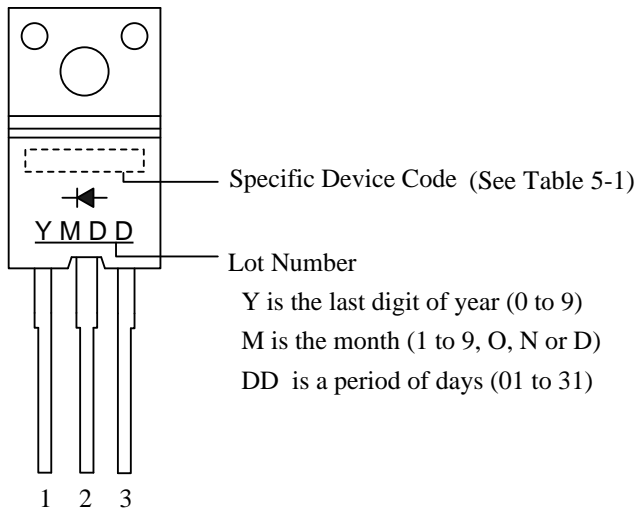 Specific Device Code (See Table 5-1)
Y M D D
Lot Number
Y is the last digit of year (0 to 9)
M is the month (1 to 9, O, N or D)
DD is a period of days (01 to 31)
1 2 3